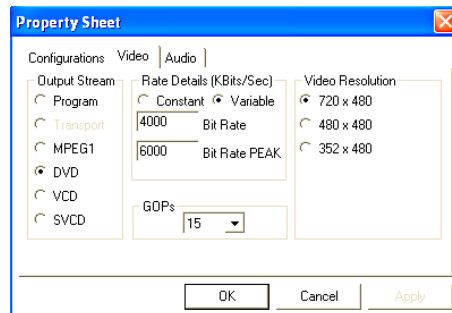 Property Sheet
Configurations Video Audio
Output Stream
Program
Transport
MPEG1
DVD
VCD
SVCD
Rate Details (KBits/Sec)
Constant Variable
4000 Bit Rate
6000 Bit Rate PEAK
GOPs
15
Video Resolution
720 x 480
480 x 480
352 x 480
OK Cancel Apply